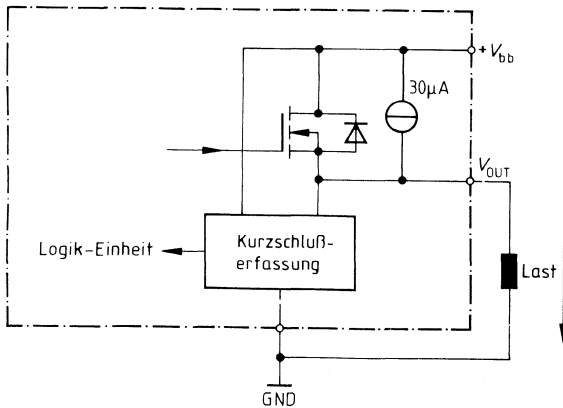 + V_bb
30µA
V_OUT
Logik-Einheit
Kurzschluß-
erfassung
Last
GND